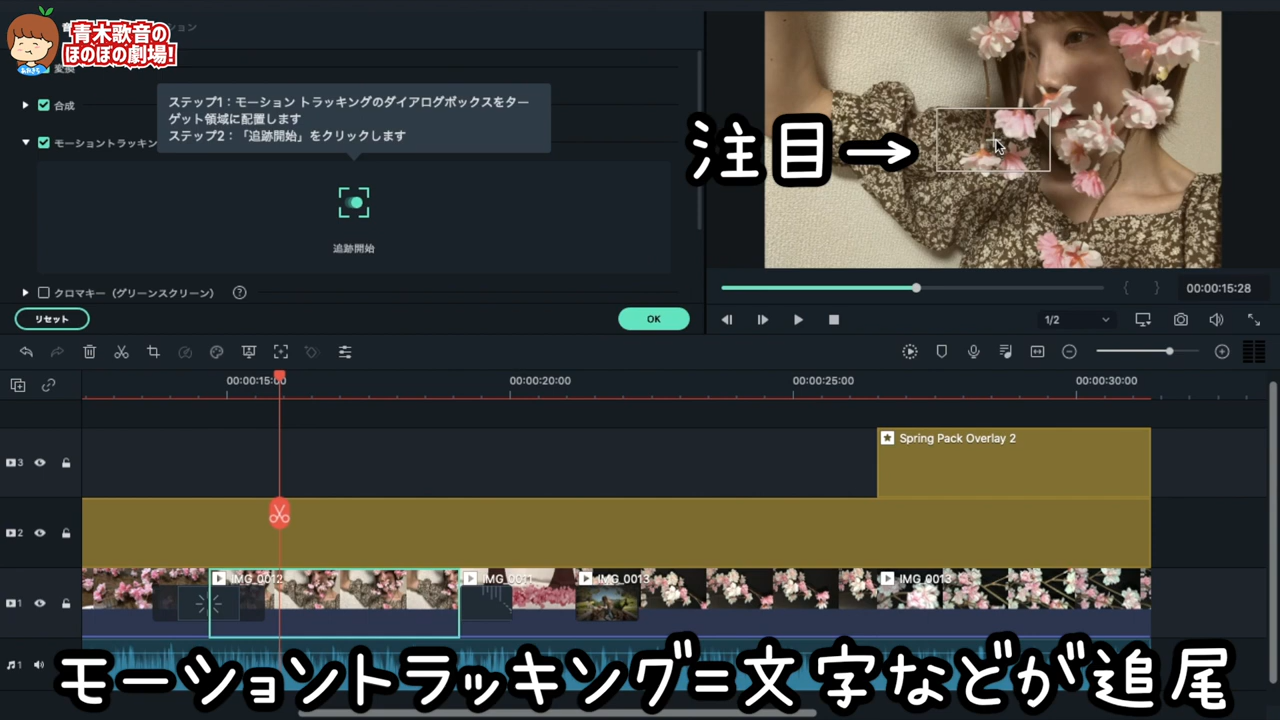 青木歌音の
ほのぼの劇場!
変換
合成
ステップ1：モーション トラッキングのダイアログボックスをター
ゲット領域に配置します
ステップ2：「追跡開始」をクリックします
モーショントラッキン
追跡開始
クロマキー（グリーンスクリーン）
?
リセット
OK
注目→
00:00:15:28
1/2
00:00:15:00
00:00:20:00
00:00:25:00
00:00:30:00
3
Spring Pack Overlay 2
2
IMG_0012
IMG_0011
IMG_0013
IMG_0013
1
1
モーショントラッキング=文字などが追尾